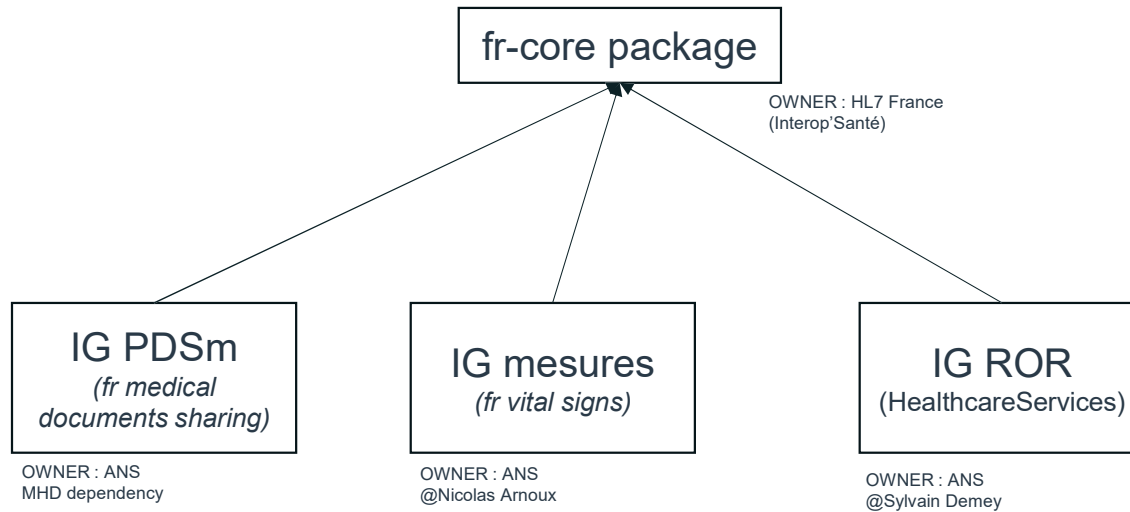 fr-core package
OWNER : HL7 France
(Interop'Santé)
IG PDSm
(fr medical
documents sharing)
OWNER : ANS
MHD dependency
IG mesures
(fr vital signs)
OWNER : ANS
@Nicolas Arnoux
IG ROR
(HealthcareServices)
OWNER : ANS
@Sylvain Demey